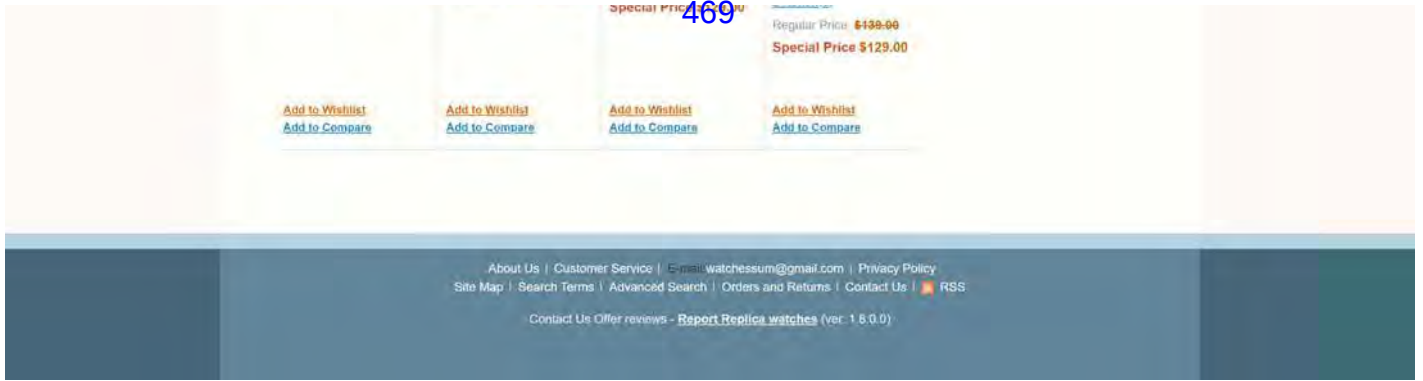 469
Special Price $129.00
Regular Price $139.00
Special Price $129.00
Add to Wishlist Add to Wishlist Add to Wishlist Add to Wishlist
Add to Compare Add to Compare Add to Compare Add to Compare
About Us | Customer Service | E-mail:watchessum@gmail.com | Privacy Policy
Site Map | Search Terms | Advanced Search | Orders and Returns | Contact Us | RSS
Contact Us Offer reviews - Report Replica watches (ver. 1.6.0.0)